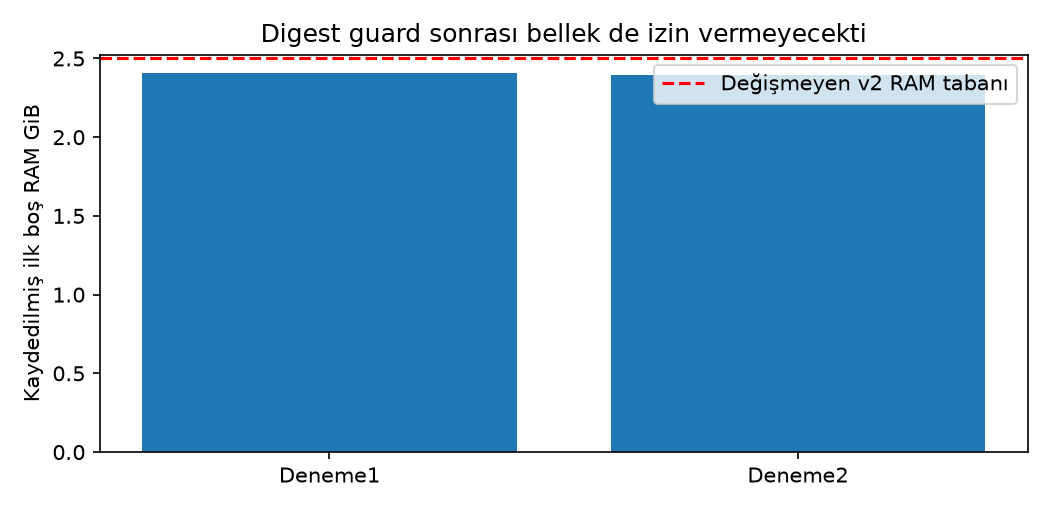 Digest guard sonrası bellek de izin vermeyecekti
Kaydedilmiş ilk boş RAM GiB
2.5
2.0
1.5
1.0
0.5
0.0
Değişmeyen v2 RAM tabanı
Deneme1
Deneme2